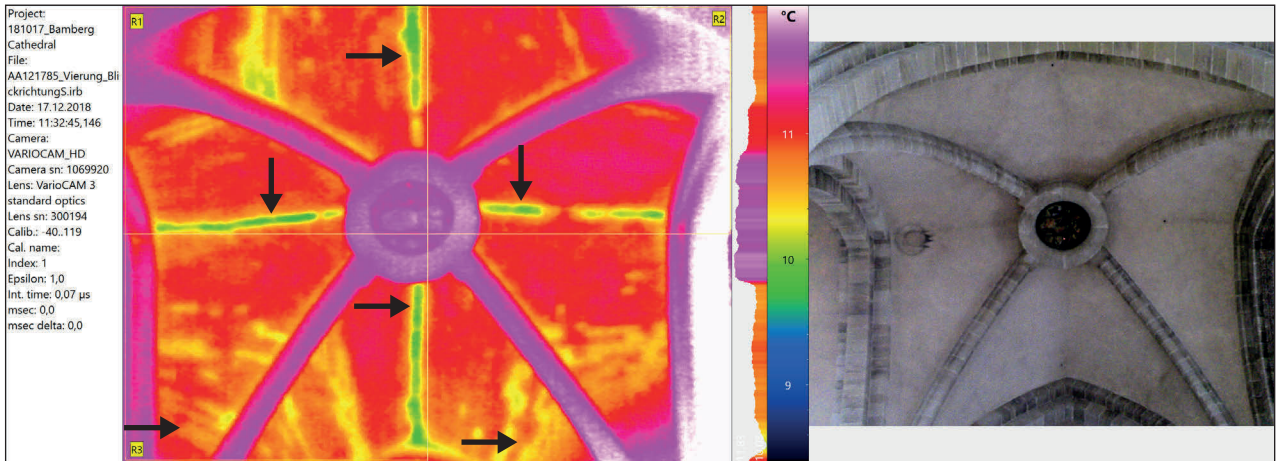 Project:
181017_Bamberg
Cathedral
File:
AA121785_Vierung_Bli
ckrichtungS.irb
Date: 17.12.2018
Time: 11:32:45,146
Camera:
VARIOCAM_HD
Camera sn: 1069920
Lens: VarioCAM 3
standard optics
Lens sn: 300194
Calib.: -40..119
Cal. name:
Index: 1
Epsilon: 1,0
Int. time: 0,07 µs
msec: 0,0
msec delta: 0,0
R1
R2
R3
°C
11
10
9